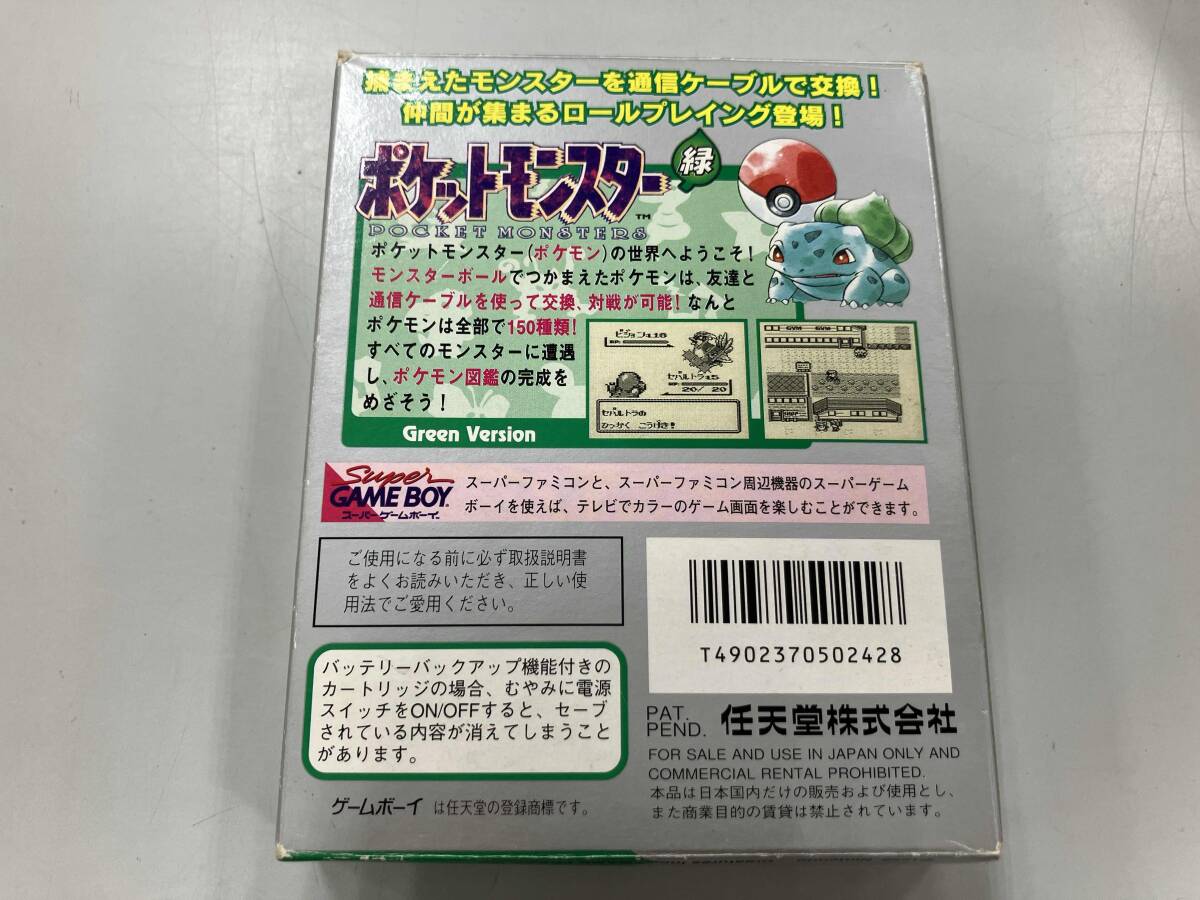 捕まえたモンスターを通信ケーブルで交換！
仲間が集まるロールプレイング登場！
ポケットモンスター 緑
TM
POCKET MONSTERS
ポケットモンスター(ポケモン)の世界へようこそ！
モンスターボールでつかまえたポケモンは、友達と
通信ケーブルを使って交換、対戦が可能！なんと
ポケモンは全部で150種類！
すべてのモンスターに遭遇
し、ポケモン図鑑の完成を
めざそう！
ピジョン:L16
HP:
セバルトラ:L5
HP:
20/ 20
セバルトラの
ひっかく こうげき！
GYM GYM
SHOP
Green Version
Super
GAME BOY
スーパーゲームボーイ
スーパーファミコンと、スーパーファミコン周辺機器のスーパーゲーム
ボーイを使えば、テレビでカラーのゲーム画面を楽しむことができます。
ご使用になる前に必ず取扱説明書
をよくお読みいただき、正しい使
用法でご愛用ください。
T4902370502428
バッテリーバックアップ機能付きの
カートリッジの場合、むやみに電源
スイッチをON/OFFすると、セーブ
されている内容が消えてしまうこと
があります。
PAT.
PEND. 任天堂株式会社
FOR SALE AND USE IN JAPAN ONLY AND
COMMERCIAL RENTAL PROHIBITED.
本品は日本国内だけの販売および使用とし、
また商業目的の賃貸は禁止されています。
ゲームボーイ は任天堂の登録商標です。